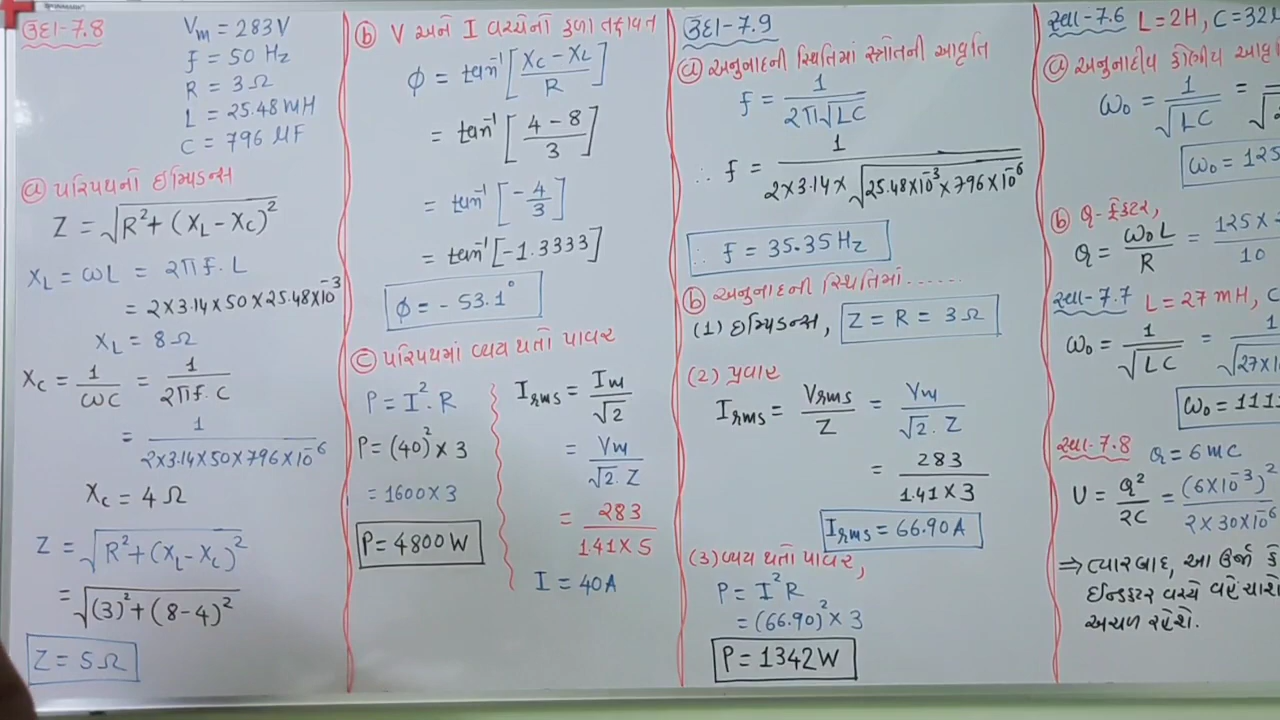 ઉદા-7.8
Vm = 283V
f = 50 Hz
R = 3Ω
L = 25.48 mH
C = 796 μF
ⓐ પરિપથનો ઇમ્પિડન્સ
Z = √(R² + (XL - XC)²)
XL = ωL = 2πf.L
= 2×3.14×50×25.48×10⁻³
XL = 8Ω
XC = 1/ωC = 1/2πf.C
= 1/2×3.14×50×796×10⁻⁶
XC = 4Ω
Z = √(R² + (XL - XC)²)
= √((3)² + (8-4)²)
Z = 5Ω
ⓑ V અને I વચ્ચેનો કળા તફાવત
φ = tan⁻¹[XC - XL / R]
= tan⁻¹[4 - 8 / 3]
= tan⁻¹[-4/3]
= tan⁻¹[-1.3333]
φ = -53.1°
ⓒ પરિપથમાં વ્યય થતો પાવર
P = I².R
P = (40)² × 3
= 1600 × 3
P = 4800 W
Irms = Im/√2
= Vm/√2.Z
= 283/1.41×5
I = 40A
ઉદા-7.9
ⓐ અનુનાદની સ્થિતિમાં સ્ત્રોતની આવૃત્તિ
f = 1/2π√LC
∴ f = 1/2×3.14×√(25.48×10⁻³×796×10⁻⁶)
∴ f = 35.35 Hz
ⓑ અનુનાદની સ્થિતિમાં......
(1) ઇમ્પિડન્સ, Z = R = 3Ω
(2) પ્રવાહ
Irms = Vrms/Z = Vm/√2.Z
= 283/1.41×3
Irms = 66.90 A
(3) વ્યય થતો પાવર,
P = I²R
= (66.90)² × 3
P = 1342W
સ્વા-7.6 L = 2H, C = 32
ⓐ અનુનાદીય કોણીય
ω₀ = 1/√LC =
ω₀ = 125
ⓑ Q-ફેક્ટર,
Q = ω₀L/R = 125×/10
સ્વા-7.7 L = 27 mH, C
ω₀ = 1/√LC = 1/√27×1
ω₀ = 111
સ્વા-7.8 Q = 6 mC
U = Q²/2C = (6×10⁻³)²/2×30×10⁻⁶
⇒ ત્યારબાદ, આ ઉર્જા કે
ઈન્ડક્ટર વચ્ચે વહેંચાશે
અચળ રહેશે.